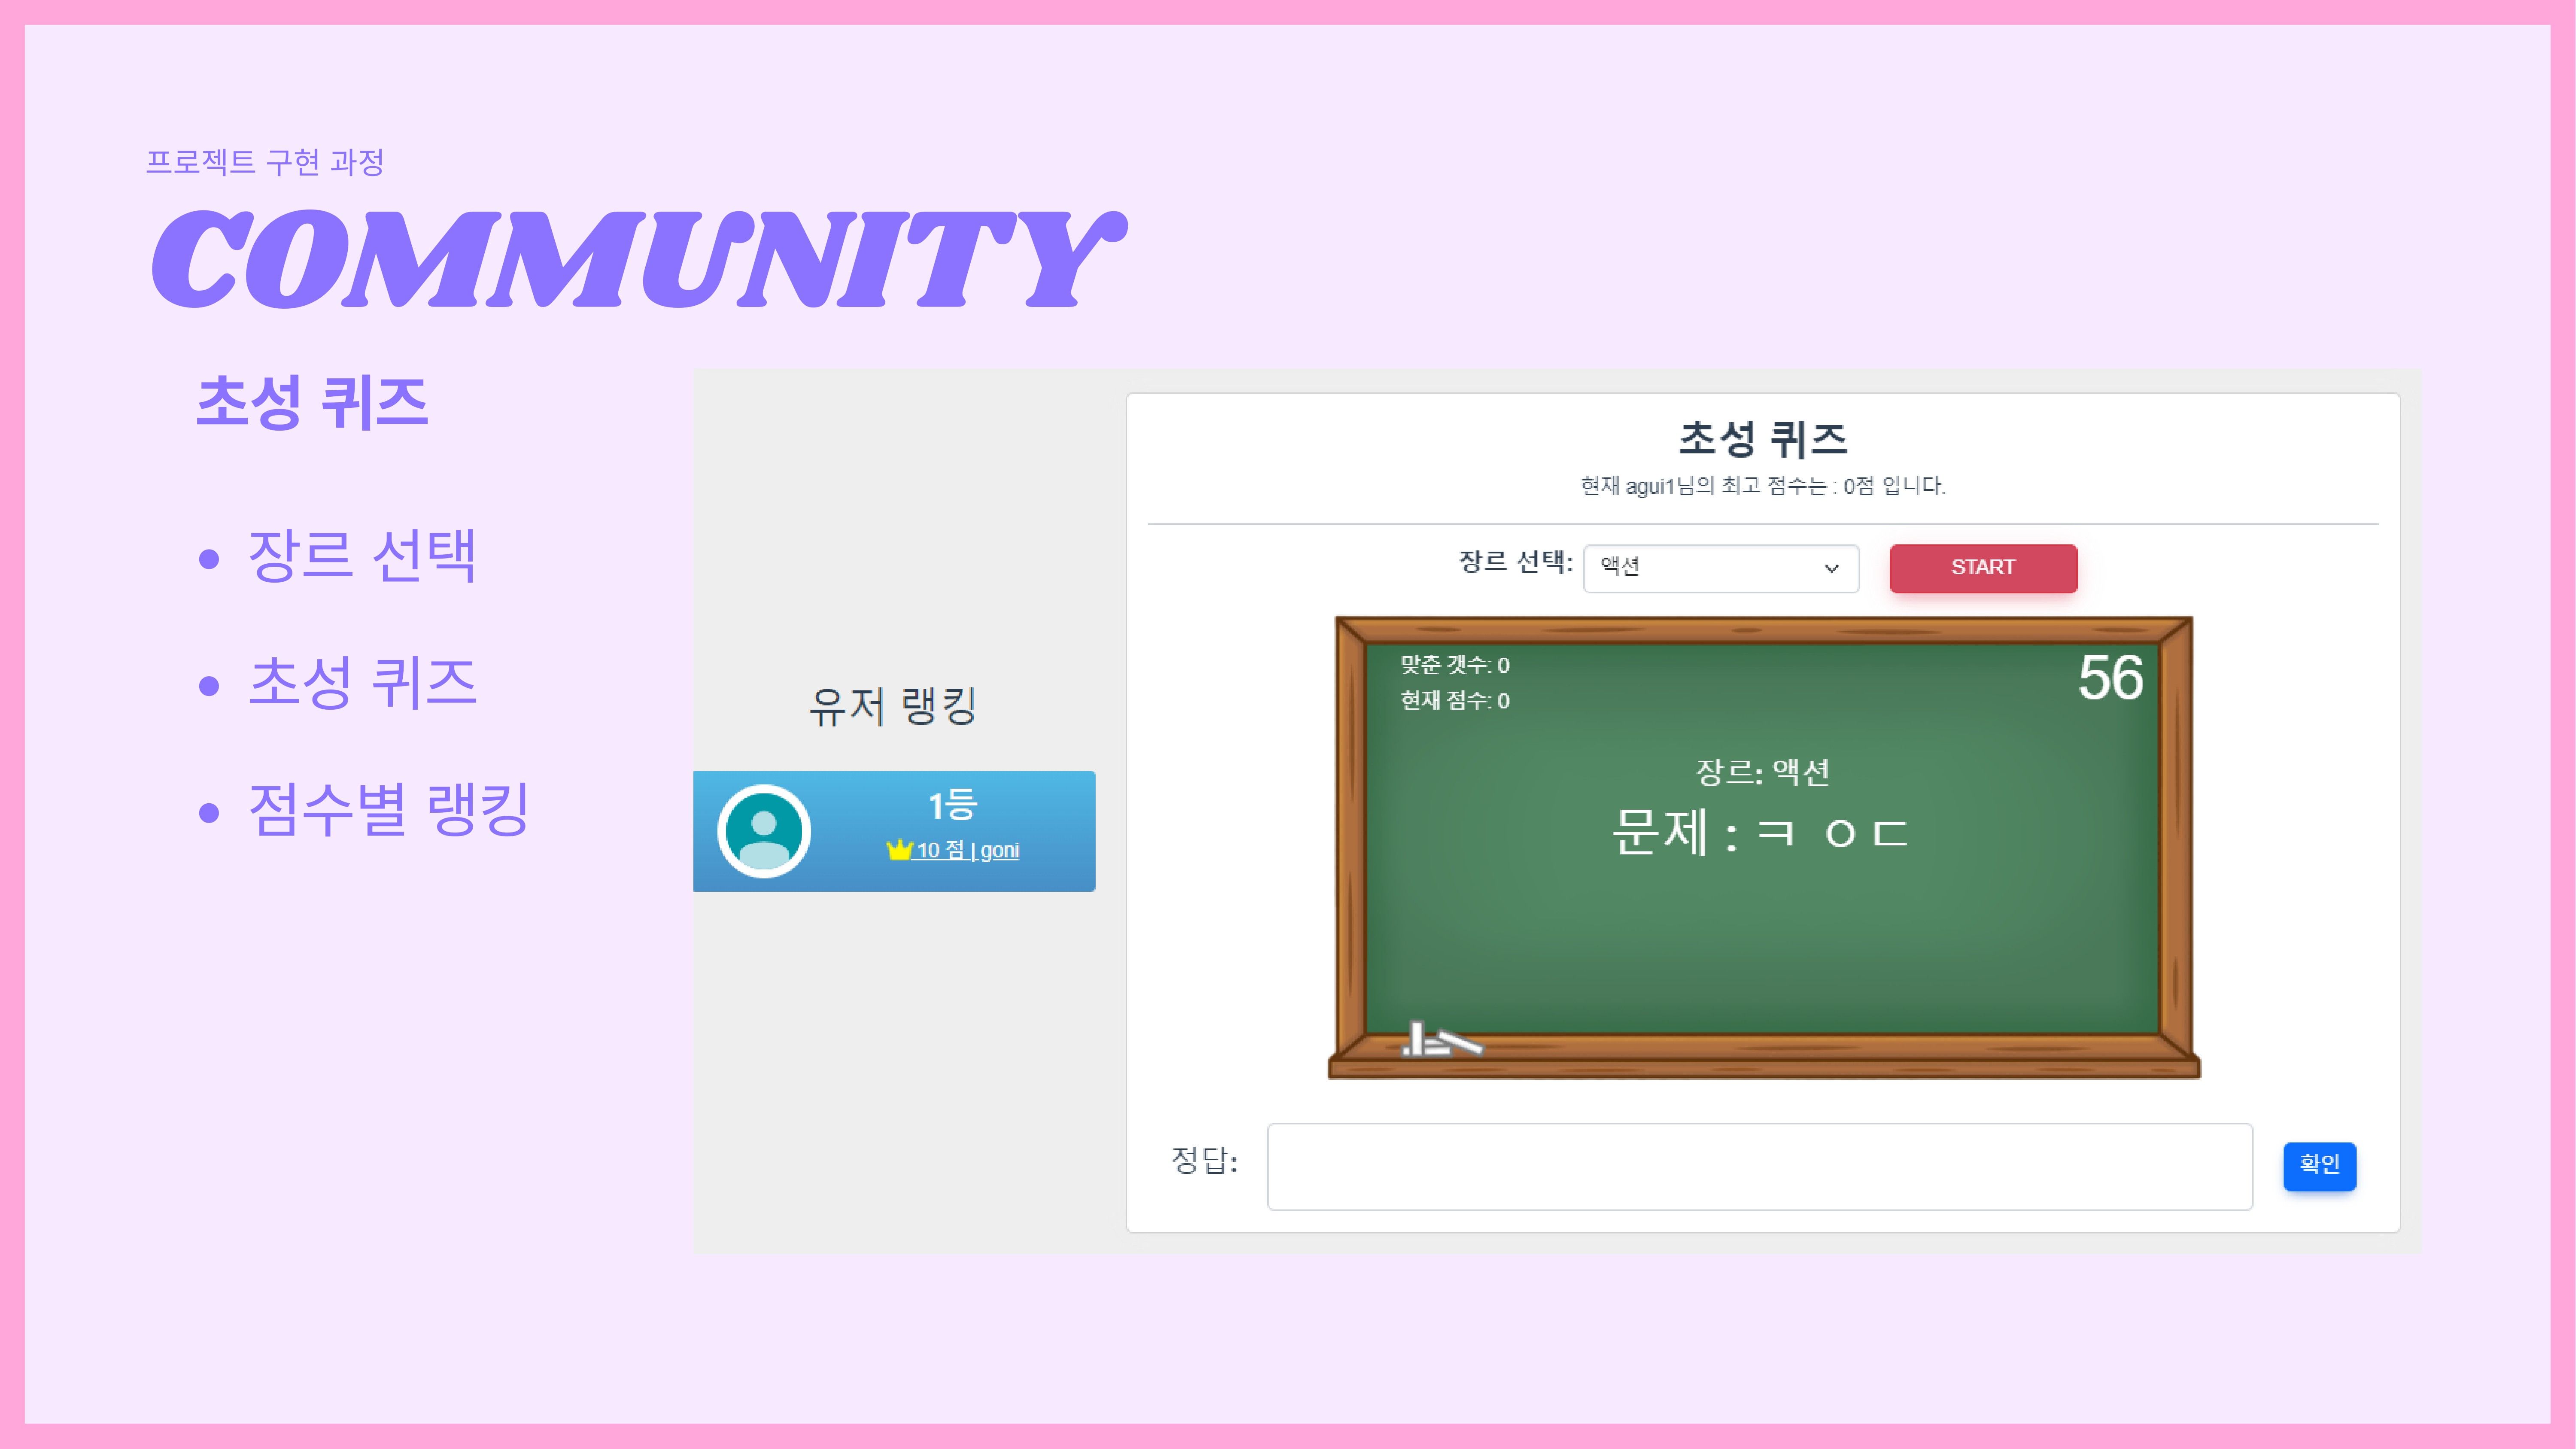 프로젝트 구현 과정
COMMUNITY
초성 퀴즈
• 장르 선택
• 초성 퀴즈
• 점수별 랭킹
유저 랭킹
1등
10 점 | goni
초성 퀴즈
현재 agui1님의 최고 점수는 : 0점 입니다.
장르 선택: 액션 START
맞춘 갯수: 0
현재 점수: 0
56
장르: 액션
문제 : ㅋ ㅇㄷ
정답:
확인